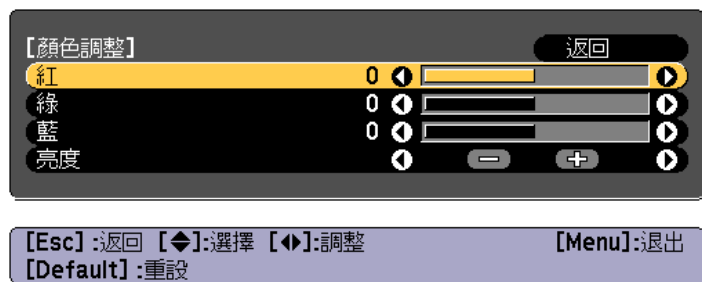 [顏色調整] 返回
紅 0
綠 0
藍 0
亮度
[Esc] :返回 [◆]:選擇 [◆]:調整 [Menu]:退出
[Default] :重設